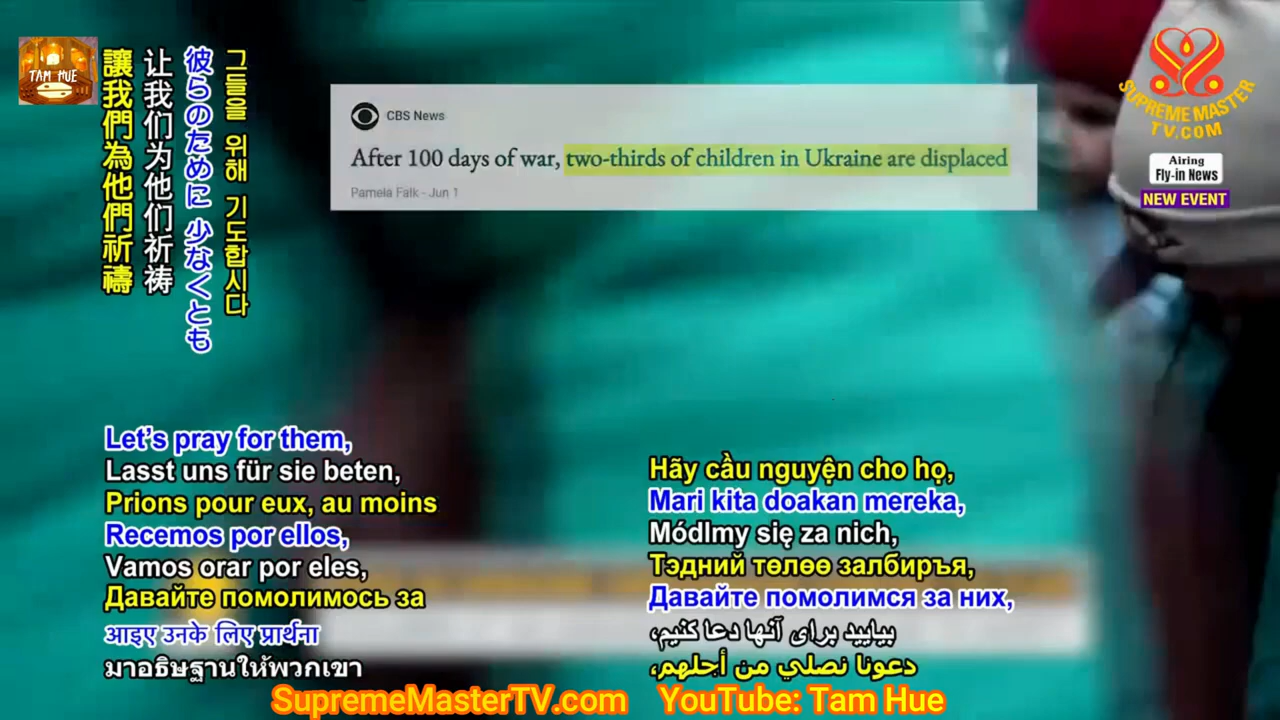 TAM HUE
讓我們為他們祈禱
让我们为他们祈祷
彼らのために 少なくとも
그들을 위해 기도합시다
CBS News
After 100 days of war, two-thirds of children in Ukraine are displaced
Pamela Falk - Jun 1
SUPREME MASTER
TV.COM
Airing
Fly-in News
NEW EVENT
Let's pray for them,
Lasst uns für sie beten,
Prions pour eux, au moins
Recemos por ellos,
Vamos orar por eles,
Давайте помолимось за
आइए उनके लिए प्रार्थना
มาอธิษฐานให้พวกเขา
Hãy cầu nguyện cho họ,
Mari kita doakan mereka,
Módlmy się za nich,
Тэдний төлөө залбиръя,
Давайте помолимся за них,
بیایید برای آنها دعا کنیم،
دعونا نصلي من أجلهم،
SupremeMasterTV.com YouTube: Tam Hue